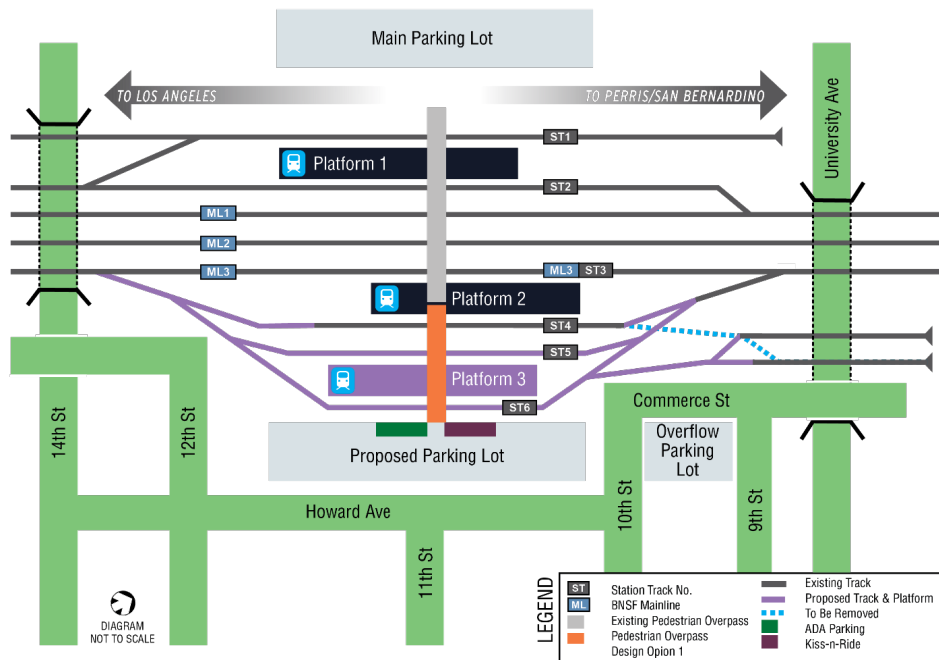 Main Parking Lot
TO LOS ANGELES
TO PERRIS/SAN BERNARDINO
University Ave
ST1
Platform 1
ST2
ML1
ML2
ML3
ML3 ST3
Platform 2
ST4
ST5
Platform 3
ST6
Commerce St
14th St
12th St
Proposed Parking Lot
Overflow
Parking
Lot
10th St
9th St
Howard Ave
11th St
DIAGRAM
NOT TO SCALE
LEGEND
ST Station Track No.
ML BNSF Mainline
Existing Pedestrian Overpass
Pedestrian Overpass
Design Opion 1
Existing Track
Proposed Track & Platform
To Be Removed
ADA Parking
Kiss-n-Ride